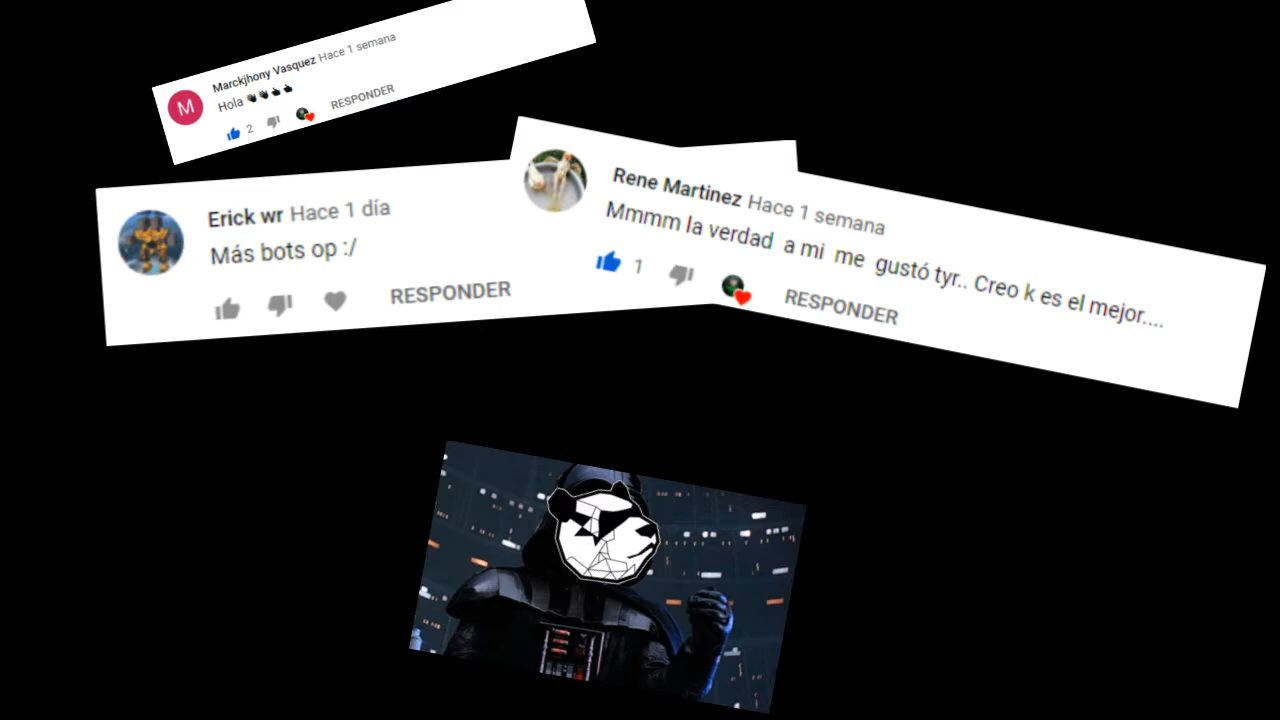 Marckjhony Vasquez Hace 1 semana
Hola 👋🏿👋🏿👍🏿👍🏿
2 RESPONDER
Erick wr Hace 1 día
Más bots op :/
RESPONDER
Rene Martinez Hace 1 semana
Mmmm la verdad a mi me gustó tyr.. Creo k es el mejor....
1 RESPONDER
M